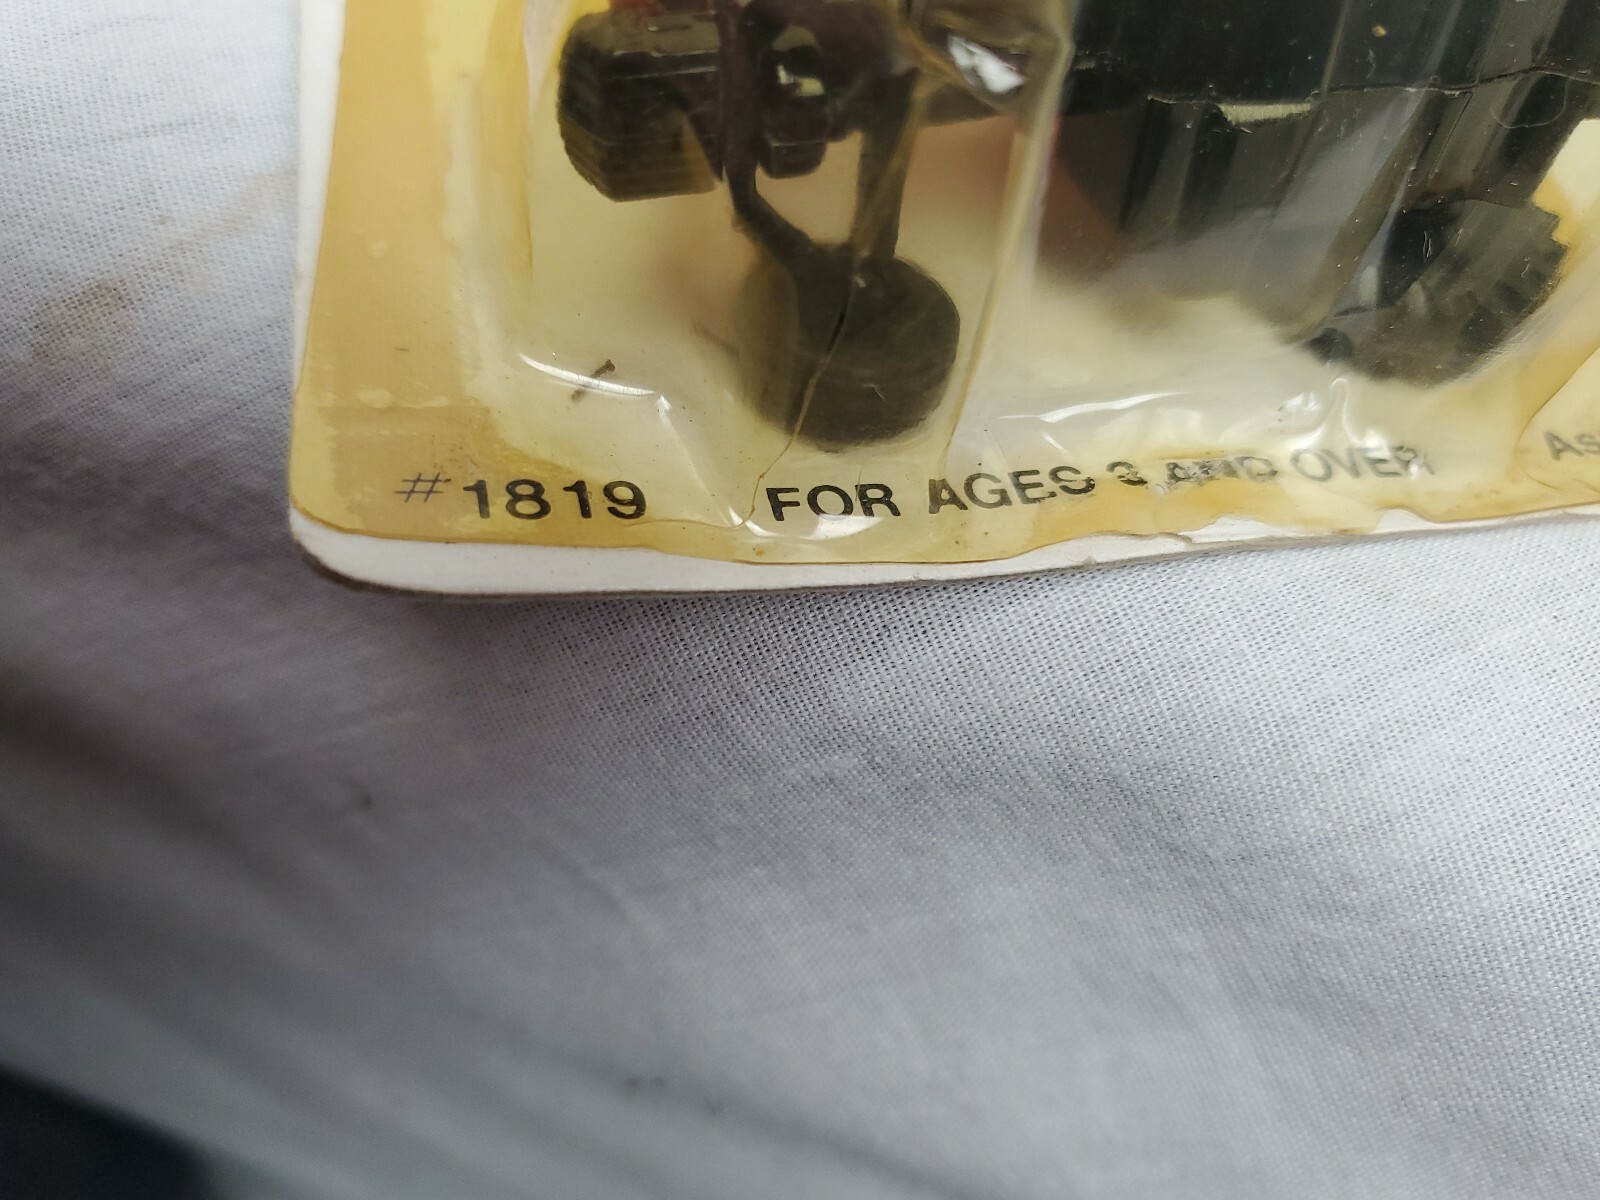 #1819 FOR AGES 3 AND OVER